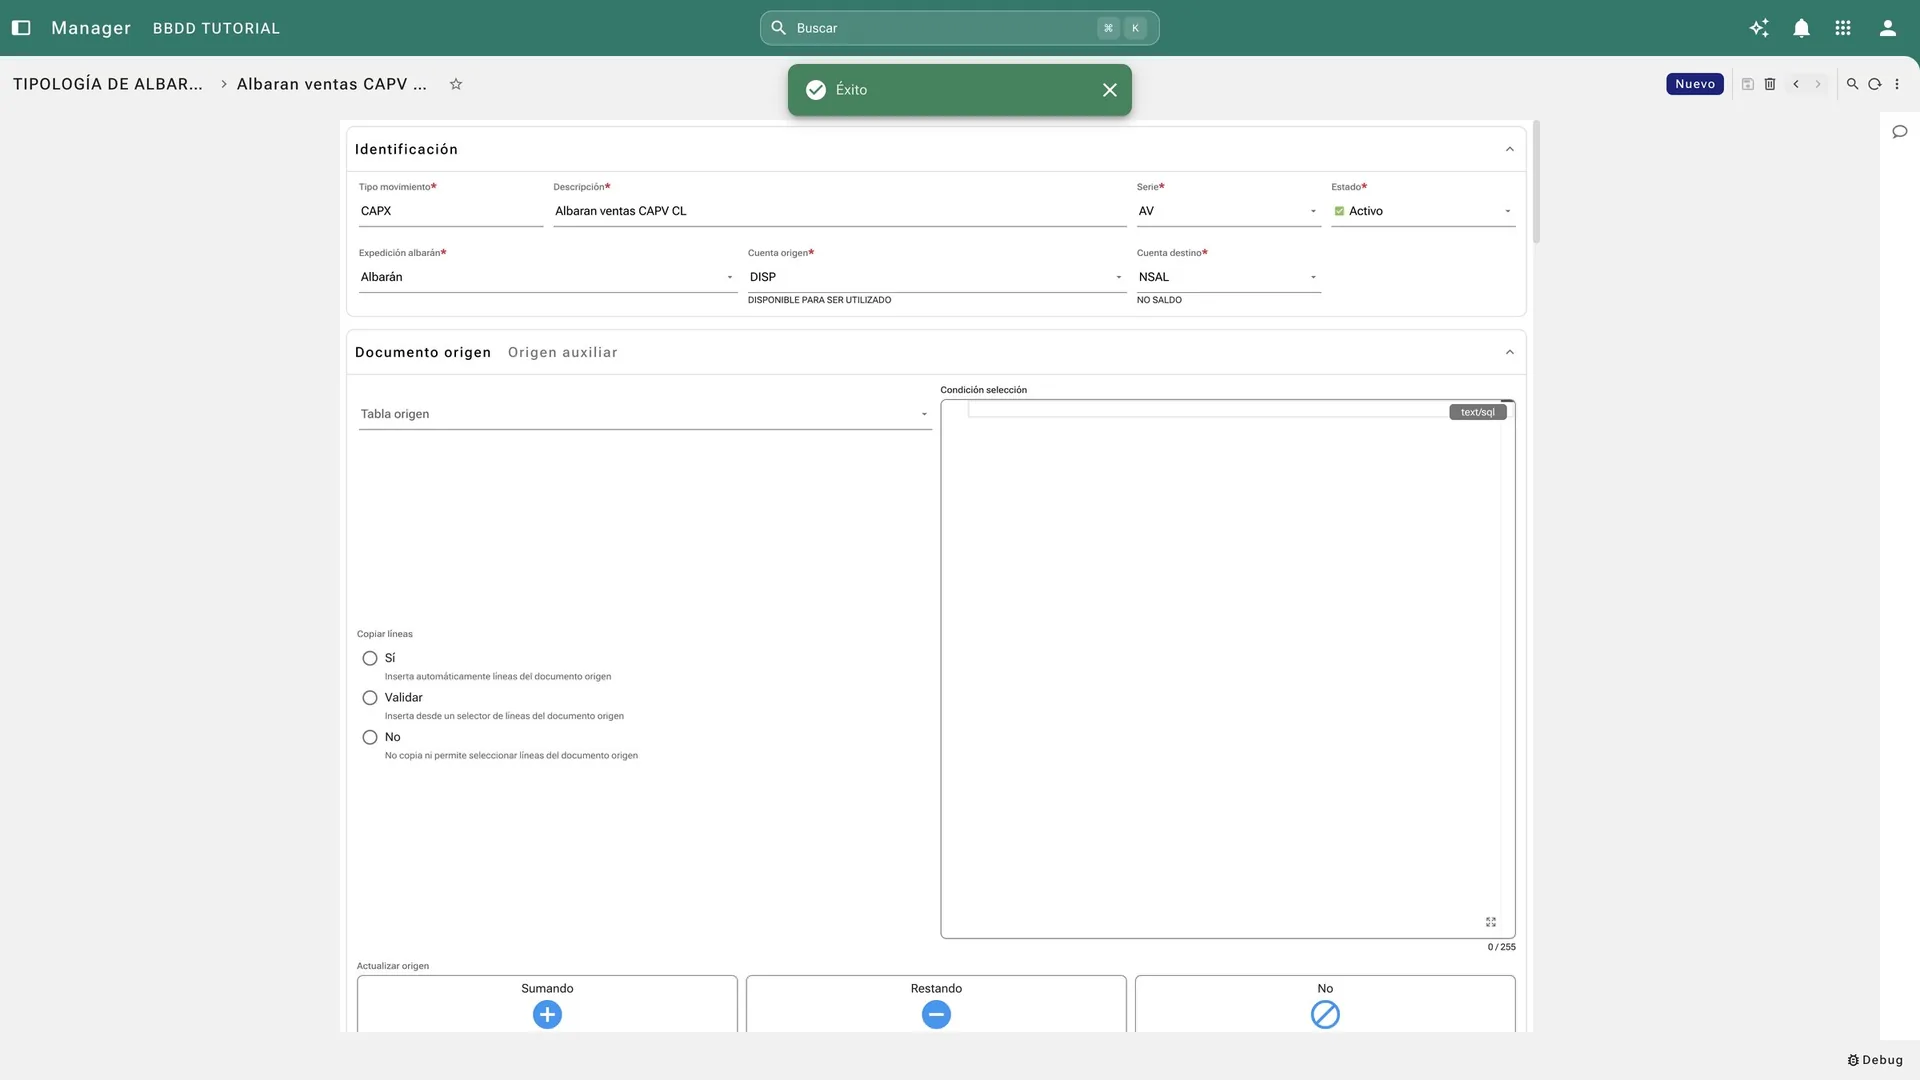 Manager BBDD TUTORIAL Buscar ⌘ K
TIPOLOGÍA DE ALBAR... > Albaran ventas CAPV ... Éxito Nuevo
Identificación
Tipo movimiento* Descripción* Serie* Estado*
CAPX Albaran ventas CAPV CL AV Activo
Expedición albarán* Cuenta origen* Cuenta destino*
Albarán DISP NSAL
DISPONIBLE PARA SER UTILIZADO NO SALDO
Documento origen Origen auxiliar
Condición selección
Tabla origen text/sql
Copiar líneas
Sí
Inserta automáticamente líneas del documento origen
Validar
Inserta desde un selector de líneas del documento origen
No
No copia ni permite seleccionar líneas del documento origen
0 / 255
Actualizar origen
Sumando Restando No
Debug